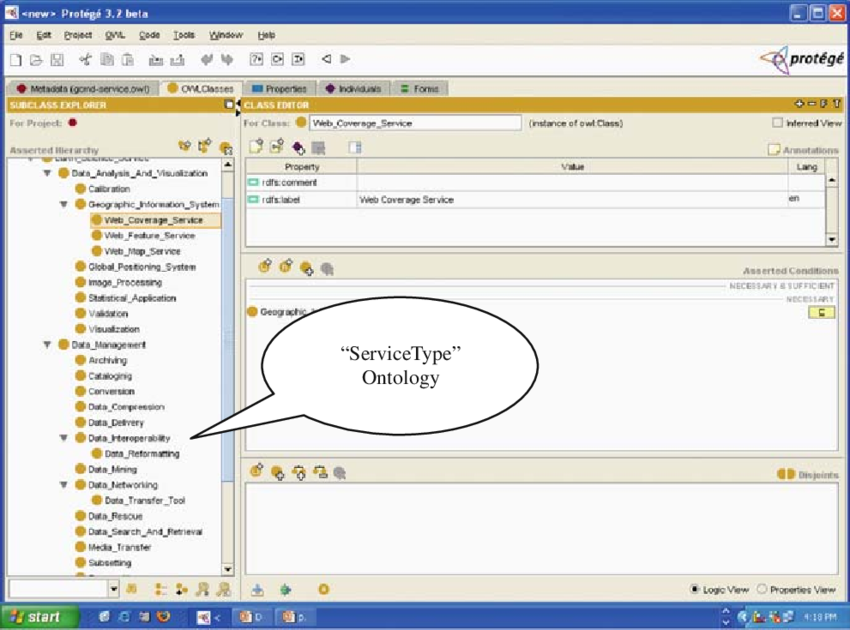 <new> Protégé 3.2 beta
File Edit Project OWL Code Tools Window Help
protégé
Metadata (gcmd-service.owl) OWLClasses Properties Individuals Forms
SUBCLASS EXPLORER
For Project:
Asserted Hierarchy
Earth_Science_Service
Data_Analysis_And_Visualization
Calibration
Geographic_Information_System
Web_Coverage_Service
Web_Feature_Service
Web_Map_Service
Global_Positioning_System
Image_Processing
Statistical_Application
Validation
Visualization
Data_Management
Archiving
Cataloginig
Conversion
Data_Compression
Data_Delivery
Data_Interoperability
Data_Reformatting
Data_Mining
Data_Networking
Data_Transfer_Tool
Data_Rescue
Data_Search_And_Retrieval
Media_Transfer
Subsetting
CLASS EDITOR
For Class: Web_Coverage_Service (instance of owl:Class) Inferred View
Annotations
Property Value Lang
rdfs:comment
rdfs:label Web Coverage Service en
Asserted Conditions
NECESSARY & SUFFICIENT
NECESSARY
Geographic
“ServiceType”
Ontology
Disjoints
Logic View Properties View
start
4:18 PM